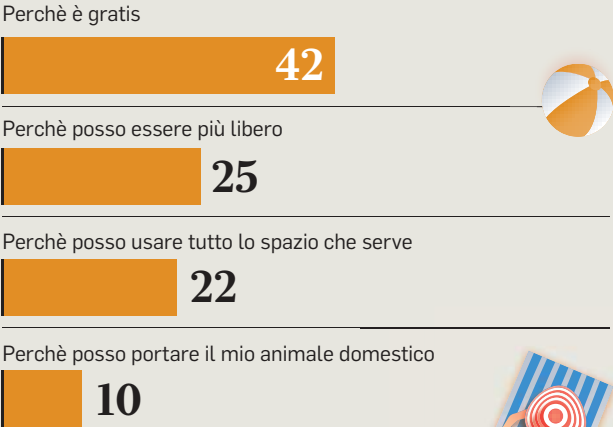 Perchè è gratis
42
Perchè posso essere più libero
25
Perchè posso usare tutto lo spazio che serve
22
Perchè posso portare il mio animale domestico
10